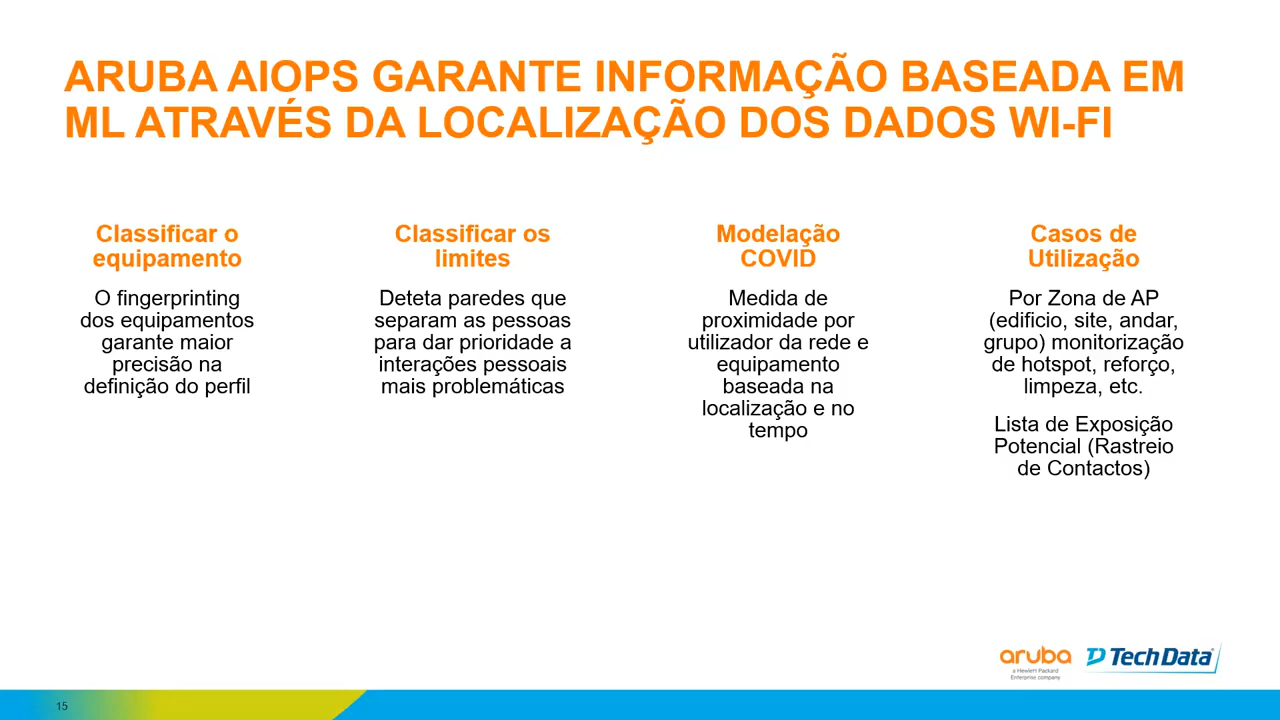 ARUBA AIOPS GARANTE INFORMAÇÃO BASEADA EM
ML ATRAVÉS DA LOCALIZAÇÃO DOS DADOS WI-FI
Classificar o
equipamento
O fingerprinting
dos equipamentos
garante maior
precisão na
definição do perfil
Classificar os
limites
Deteta paredes que
separam as pessoas
para dar prioridade a
interações pessoais
mais problemáticas
Modelação
COVID
Medida de
proximidade por
utilizador da rede e
equipamento
baseada na
localização e no
tempo
Casos de
Utilização
Por Zona de AP
(edificio, site, andar,
grupo) monitorização
de hotspot, reforço,
limpeza, etc.
Lista de Exposição
Potencial (Rastreio
de Contactos)
aruba
a Hewlett Packard
Enterprise company
TechData
15